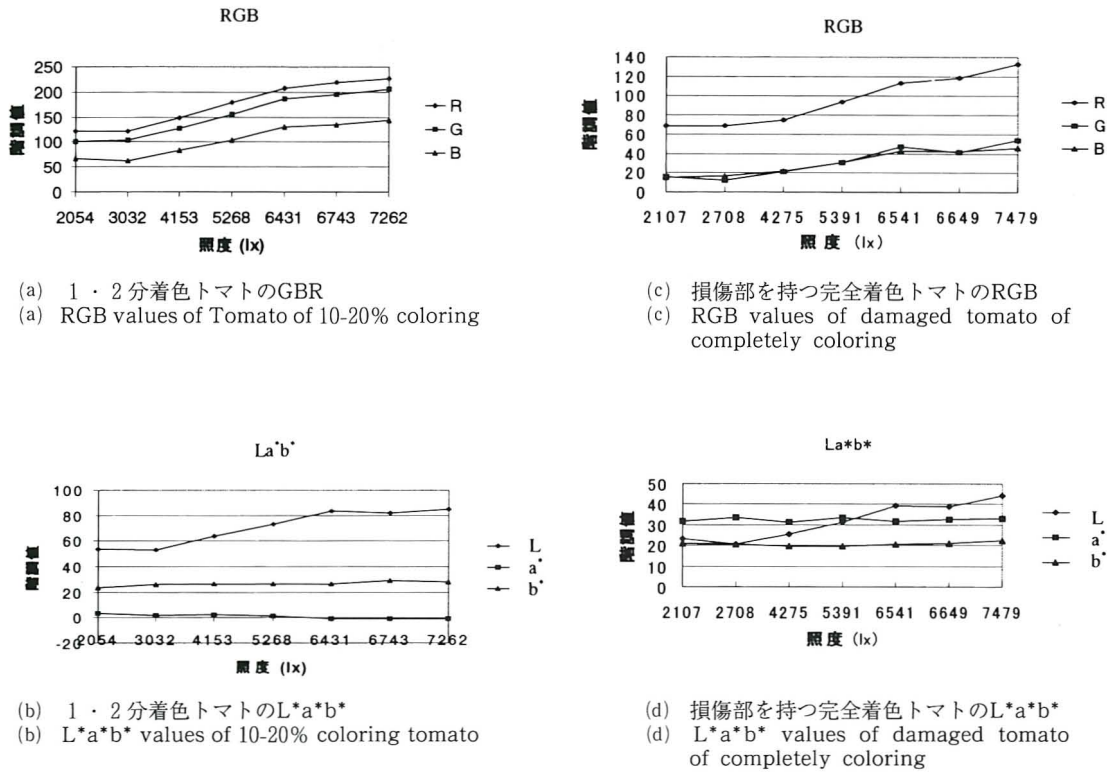 RGB
250
200
150
100
50
0
階調値
2054 3032 4153 5268 6431 6743 7262
照度 (lx)
R
G
B
(a) 1・2分着色トマトのGBR
(a) RGB values of Tomato of 10-20% coloring
RGB
140
120
100
80
60
40
20
0
階調値
2107 2708 4275 5391 6541 6649 7479
照度 (lx)
R
G
B
(c) 損傷部を持つ完全着色トマトのRGB
(c) RGB values of damaged tomato of
completely coloring
La*b*
100
80
60
40
20
0
-20
階調値
2054 3032 4153 5268 6431 6743 7262
照度 (lx)
L
a*
b*
(b) 1・2分着色トマトのL*a*b*
(b) L*a*b* values of 10-20% coloring tomato
La*b*
50
40
30
20
10
0
階調値
2107 2708 4275 5391 6541 6649 7479
照度 (lx)
L
a*
b*
(d) 損傷部を持つ完全着色トマトのL*a*b*
(d) L*a*b* values of damaged tomato
of completely coloring